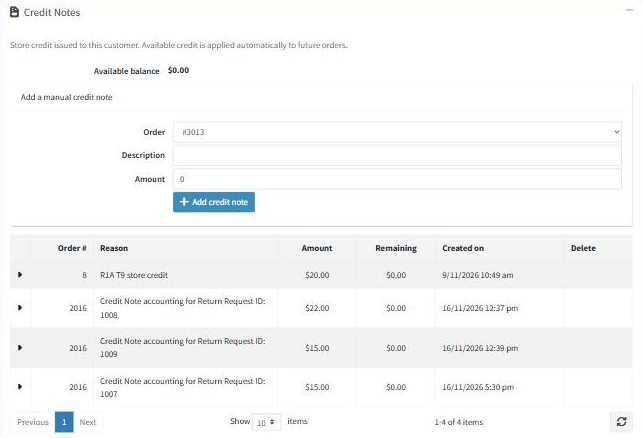 Credit Notes
Store credit issued to this customer. Available credit is applied automatically to future orders.
Available balance $0.00
Add a manual credit note
Order #3013
Description
Amount 0
Add credit note
Order # Reason Amount Remaining Created on Delete
8 R1A T9 store credit $20.00 $0.00 9/11/2026 10:49 am
Credit Note accounting for Return Request ID:
2016 1008 $22.00 $0.00 16/11/2026 12:37 pm
Credit Note accounting for Return Request ID:
2016 1009 $15.00 $0.00 16/11/2026 12:39 pm
Credit Note accounting for Return Request ID:
2016 1007 $15.00 $0.00 16/11/2026 5:30 pm
Previous 1 Next Show 10 items 1-4 of 4 items